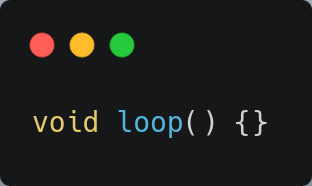 void loop() {}